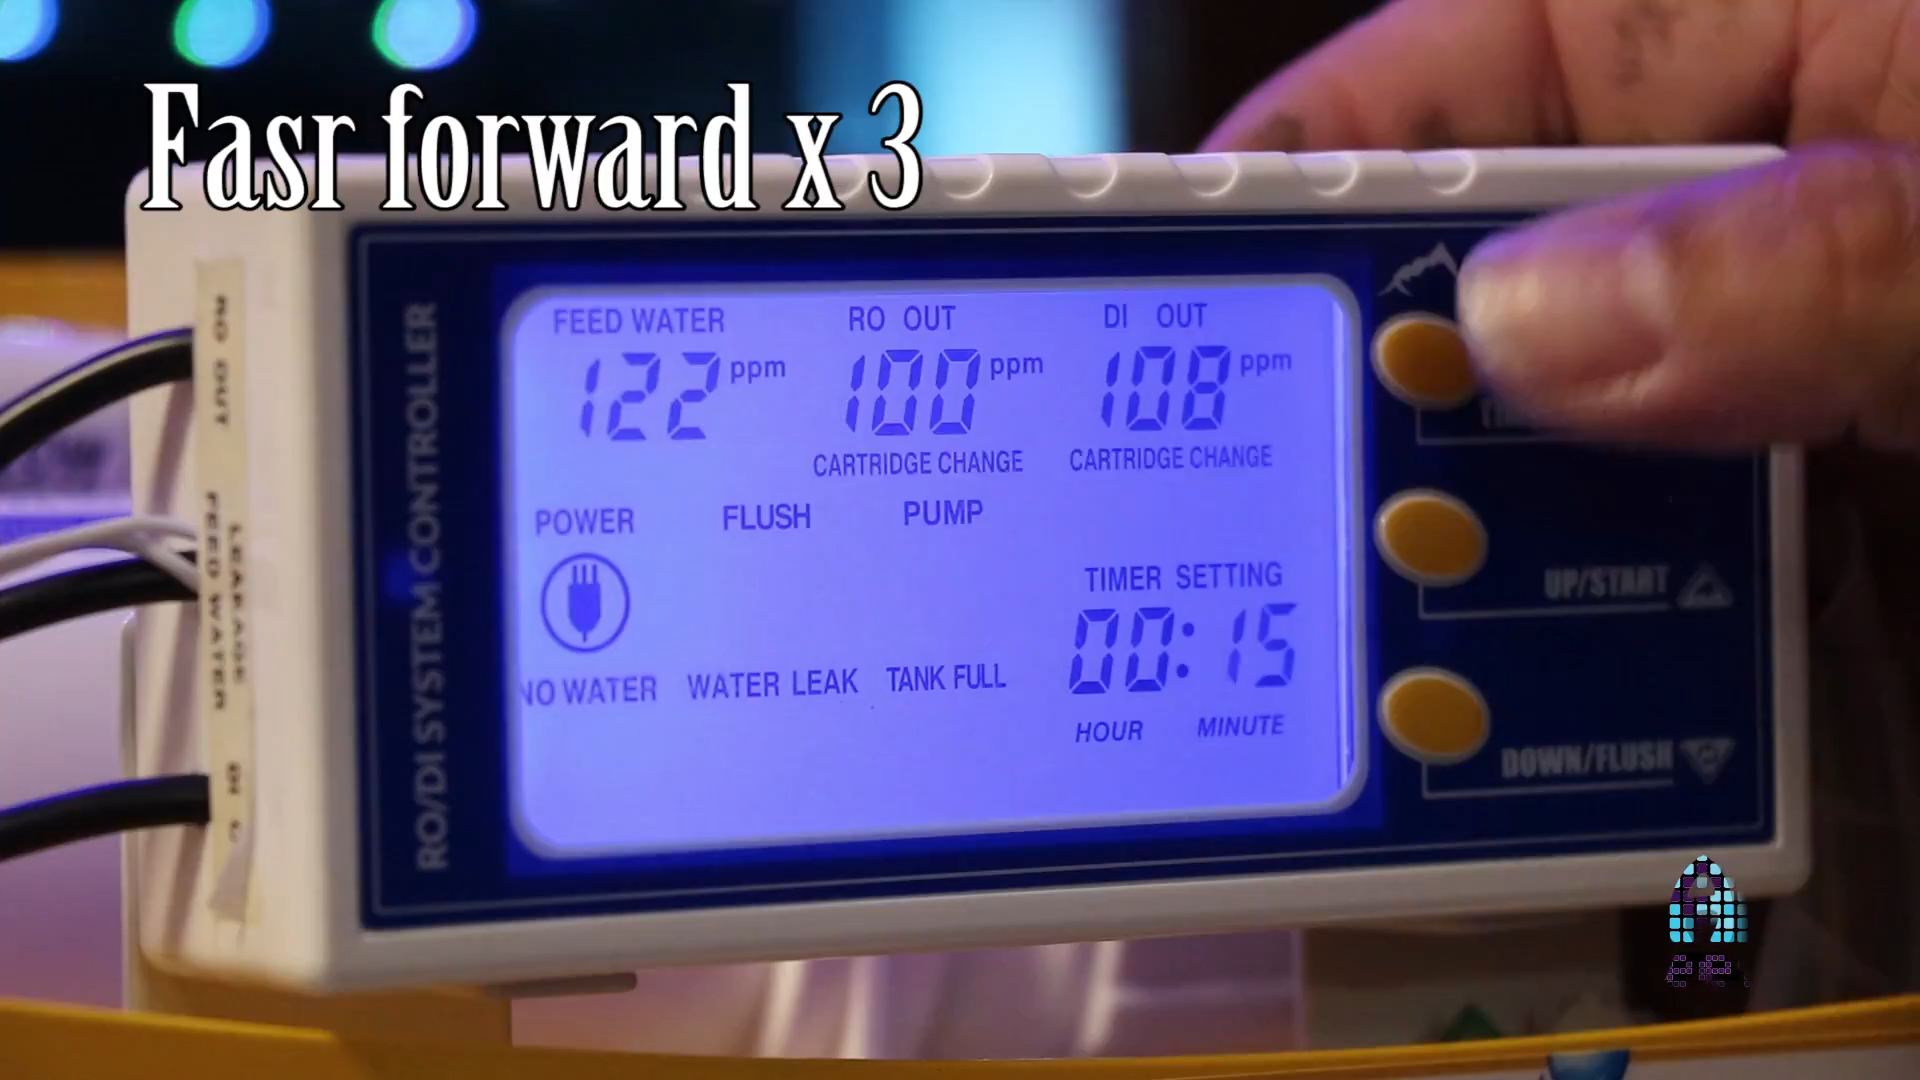 Fasr forward x 3
FEED WATER RO OUT DI OUT
122 ppm 100 ppm 108 ppm
CARTRIDGE CHANGE CARTRIDGE CHANGE
POWER FLUSH PUMP
TIMER SETTING
00:15
NO WATER WATER LEAK TANK FULL
HOUR MINUTE
RO/DI SYSTEM CONTROLLER
RO OUT
LEAKAGE
FEED WATER
UP/START
DOWN/FLUSH